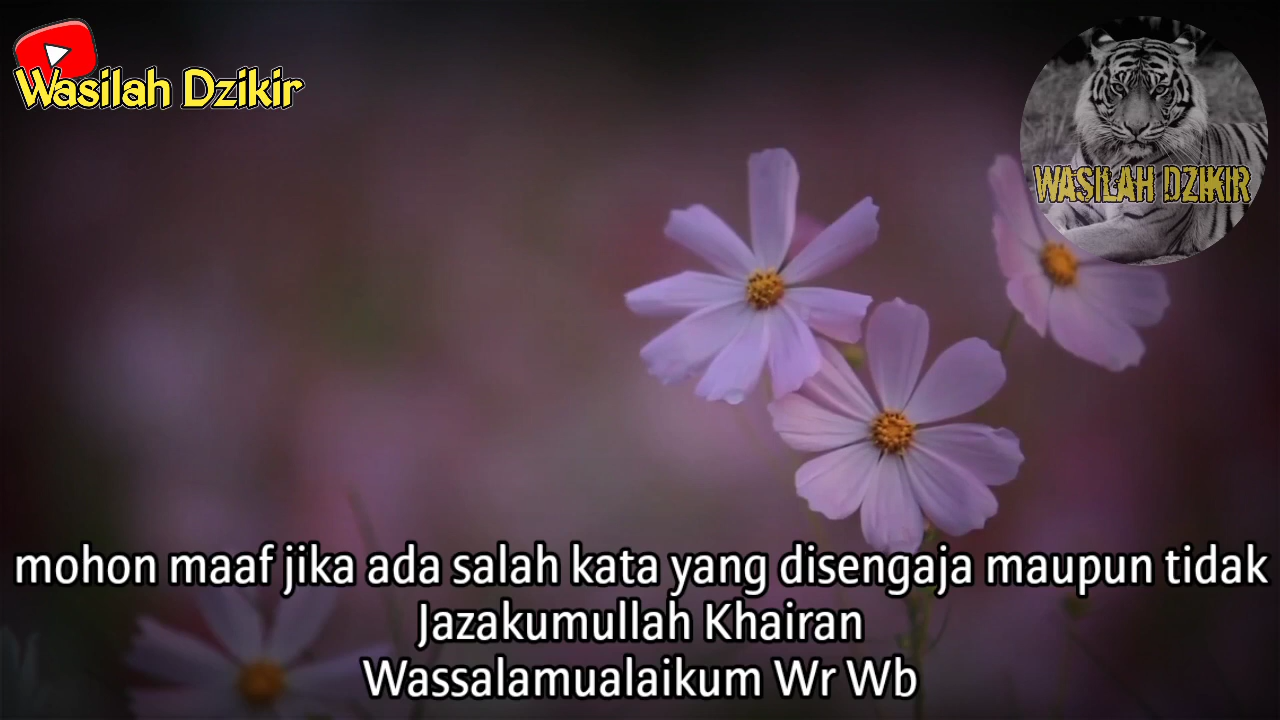 Wasilah Dzikir
WASILAH DZIKIR
mohon maaf jika ada salah kata yang disengaja maupun tidak
Jazakumullah Khairan
Wassalamualaikum Wr Wb